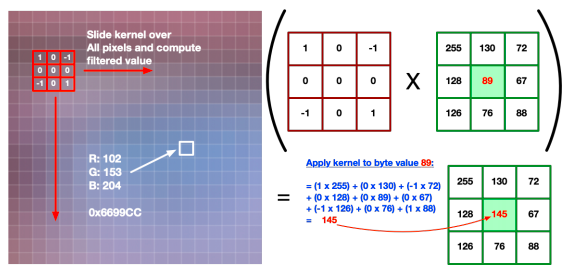 Slide kernel over
All pixels and compute
filtered value
1 0 -1
0 0 0
-1 0 1
R: 102
G: 153
B: 204
0x6699CC
1 0 -1
0 0 0
-1 0 1
X
255 130 72
128 89 67
126 76 88
Apply kernel to byte value 89:
=
= (1 x 255) + (0 x 130) + (-1 x 72)
+ (0 x 128) + (0 x 89) + (0 x 67)
+ (-1 x 126) + (0 x 76) + (1 x 88)
= 145
255 130 72
128 145 67
126 76 88